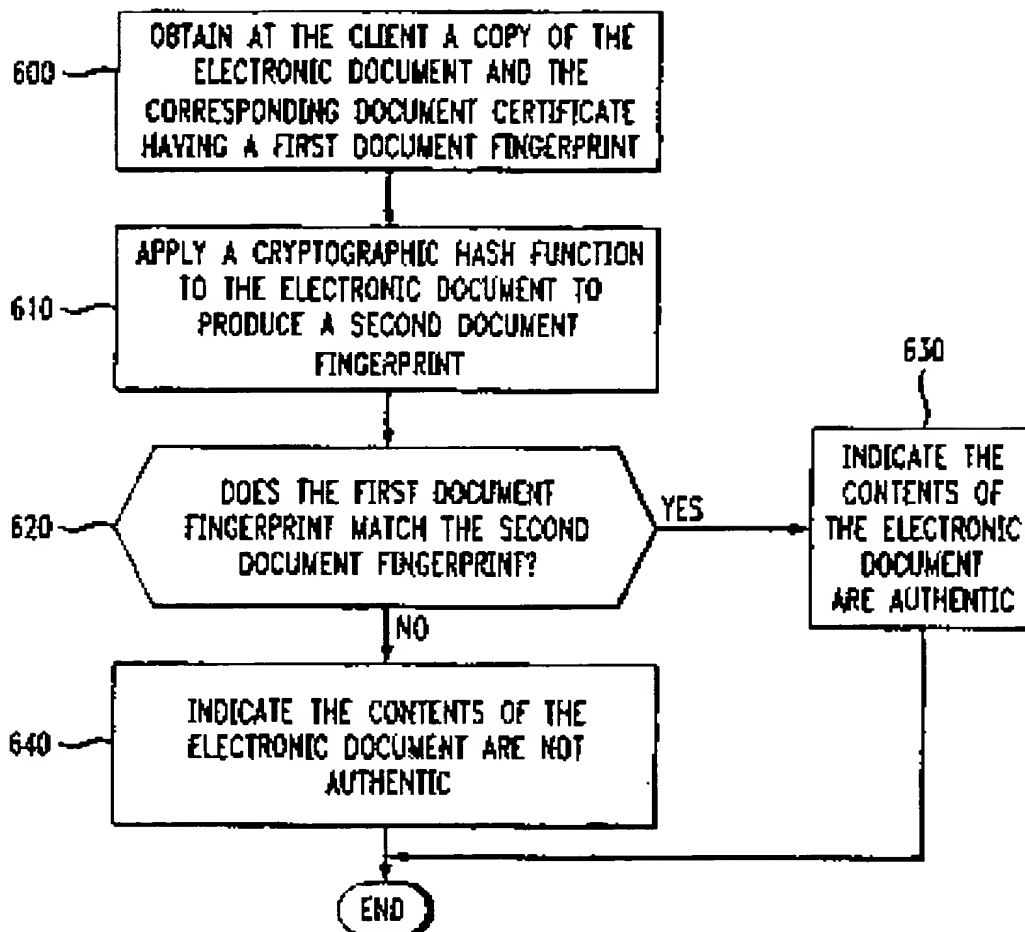 600
OBTAIN AT THE CLIENT A COPY OF THE
ELECTRONIC DOCUMENT AND THE
CORRESPONDING DOCUMENT CERTIFICATE
HAVING A FIRST DOCUMENT FINGERPRINT
610
APPLY A CRYPTOGRAPHIC HASH FUNCTION
TO THE ELECTRONIC DOCUMENT TO
PRODUCE A SECOND DOCUMENT
FINGERPRINT
620
DOES THE FIRST DOCUMENT
FINGERPRINT MATCH THE SECOND
DOCUMENT FINGERPRINT?
YES
630
INDICATE THE
CONTENTS OF
THE ELECTRONIC
DOCUMENT
ARE AUTHENTIC
NO
640
INDICATE THE CONTENTS OF THE
ELECTRONIC DOCUMENT ARE NOT
AUTHENTIC
END